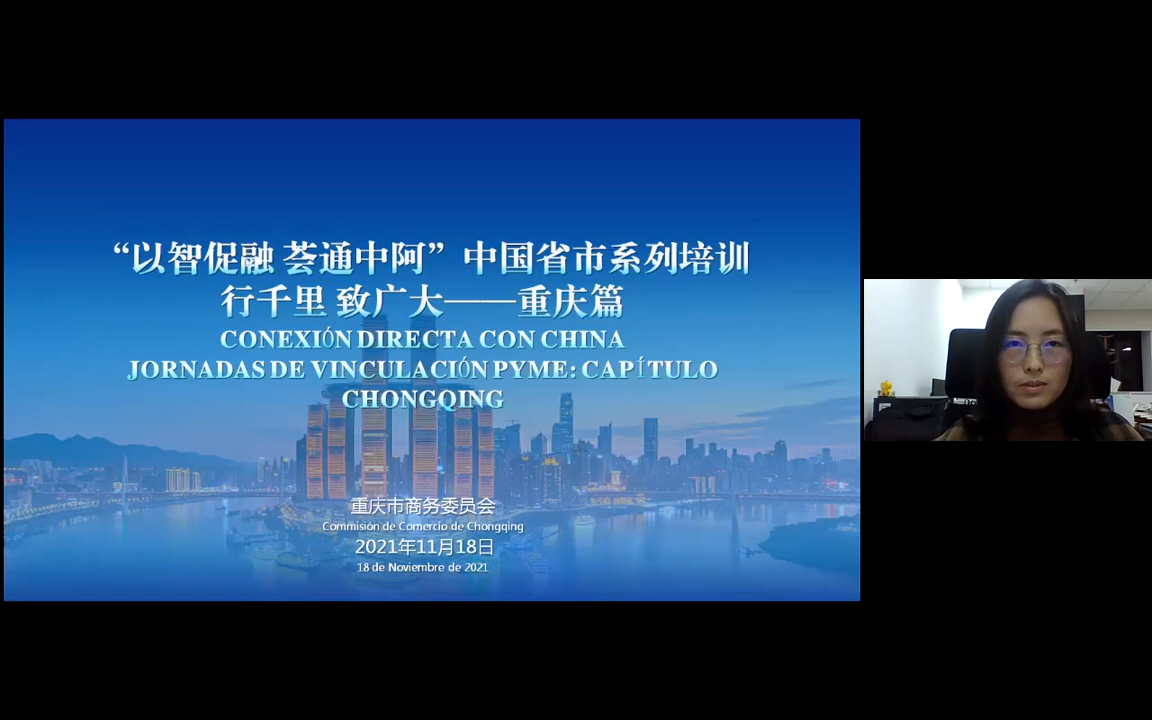 “以智促融 荟通中阿”中国省市系列培训
行千里 致广大——重庆篇
CONEXIÓN DIRECTA CON CHINA
JORNADAS DE VINCULACIÓN PYME: CAPÍTULO
CHONGQING
重庆市商务委员会
Commisión de Comercio de Chongqing
2021年11月18日
18 de Noviembre de 2021